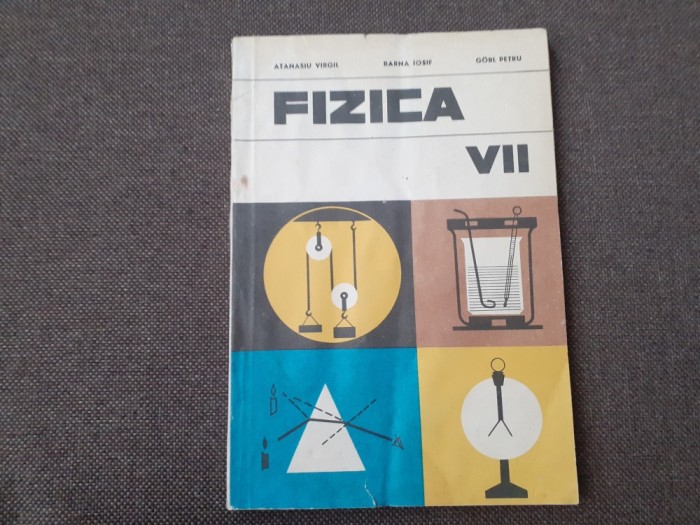 ATANASIU VIRGIL BARNA IOSIF GÖBL PETRU
FIZICA
VII